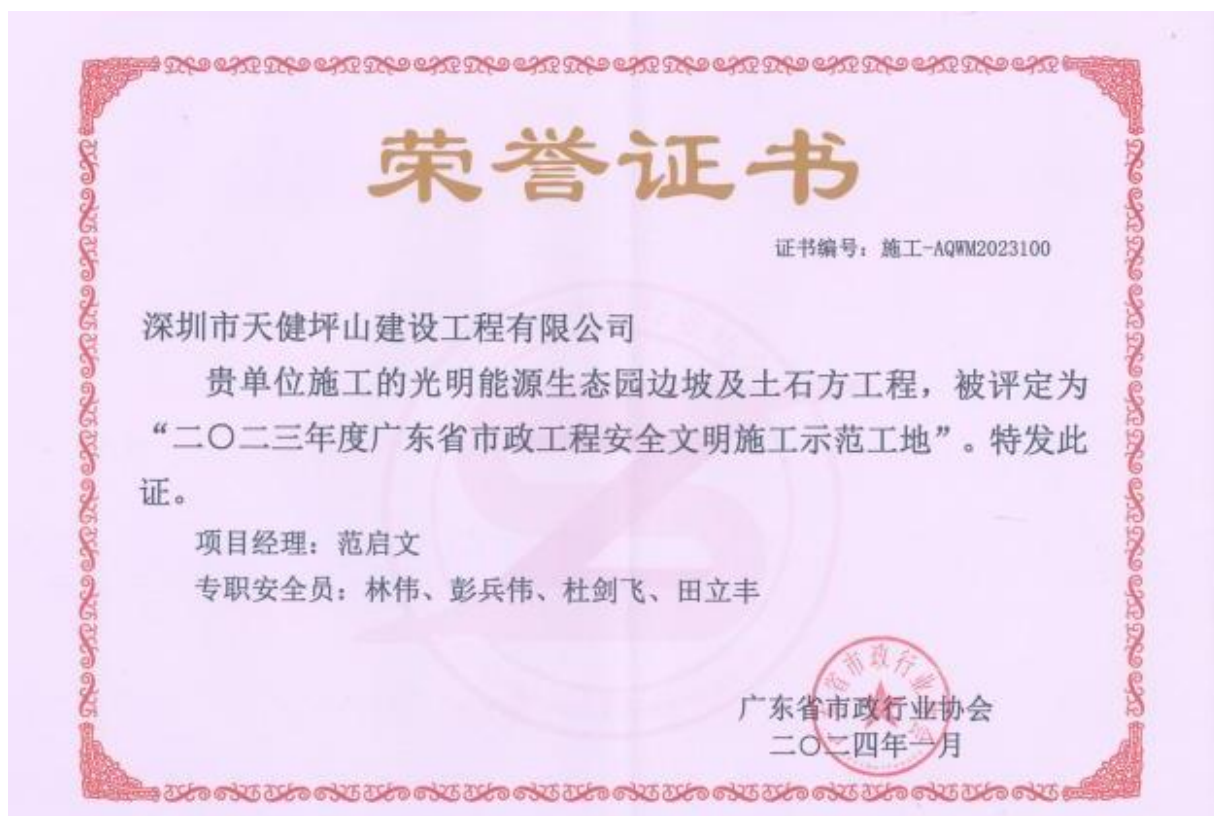 荣誉证书
证书编号：施工-AQWM2023100
深圳市天健坪山建设工程有限公司
贵单位施工的光明能源生态园边坡及土石方工程，被评定为
“二〇二三年度广东省市政工程安全文明施工示范工地”。特发此
证。
项目经理：范启文
专职安全员：林伟、彭兵伟、杜剑飞、田立丰
省市政行业
广东省市政行业协会
二〇二四年一月